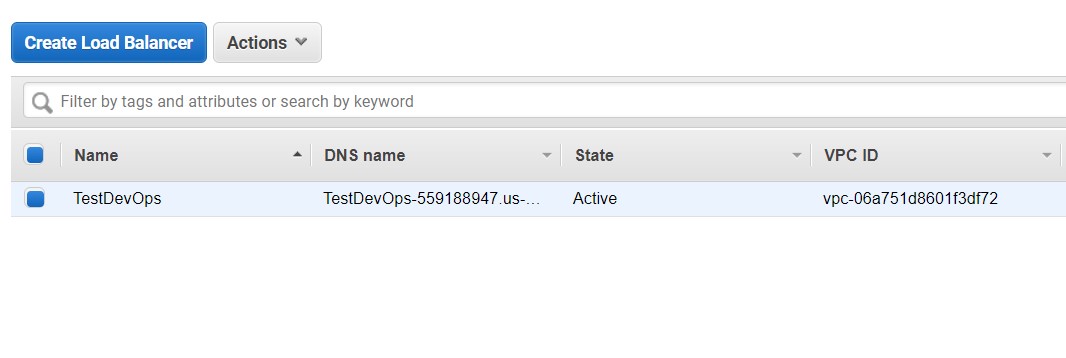 Create Load Balancer Actions
Filter by tags and attributes or search by keyword
Name DNS name State VPC ID
TestDevOps TestDevOps-559188947.us-... Active vpc-06a751d8601f3df72